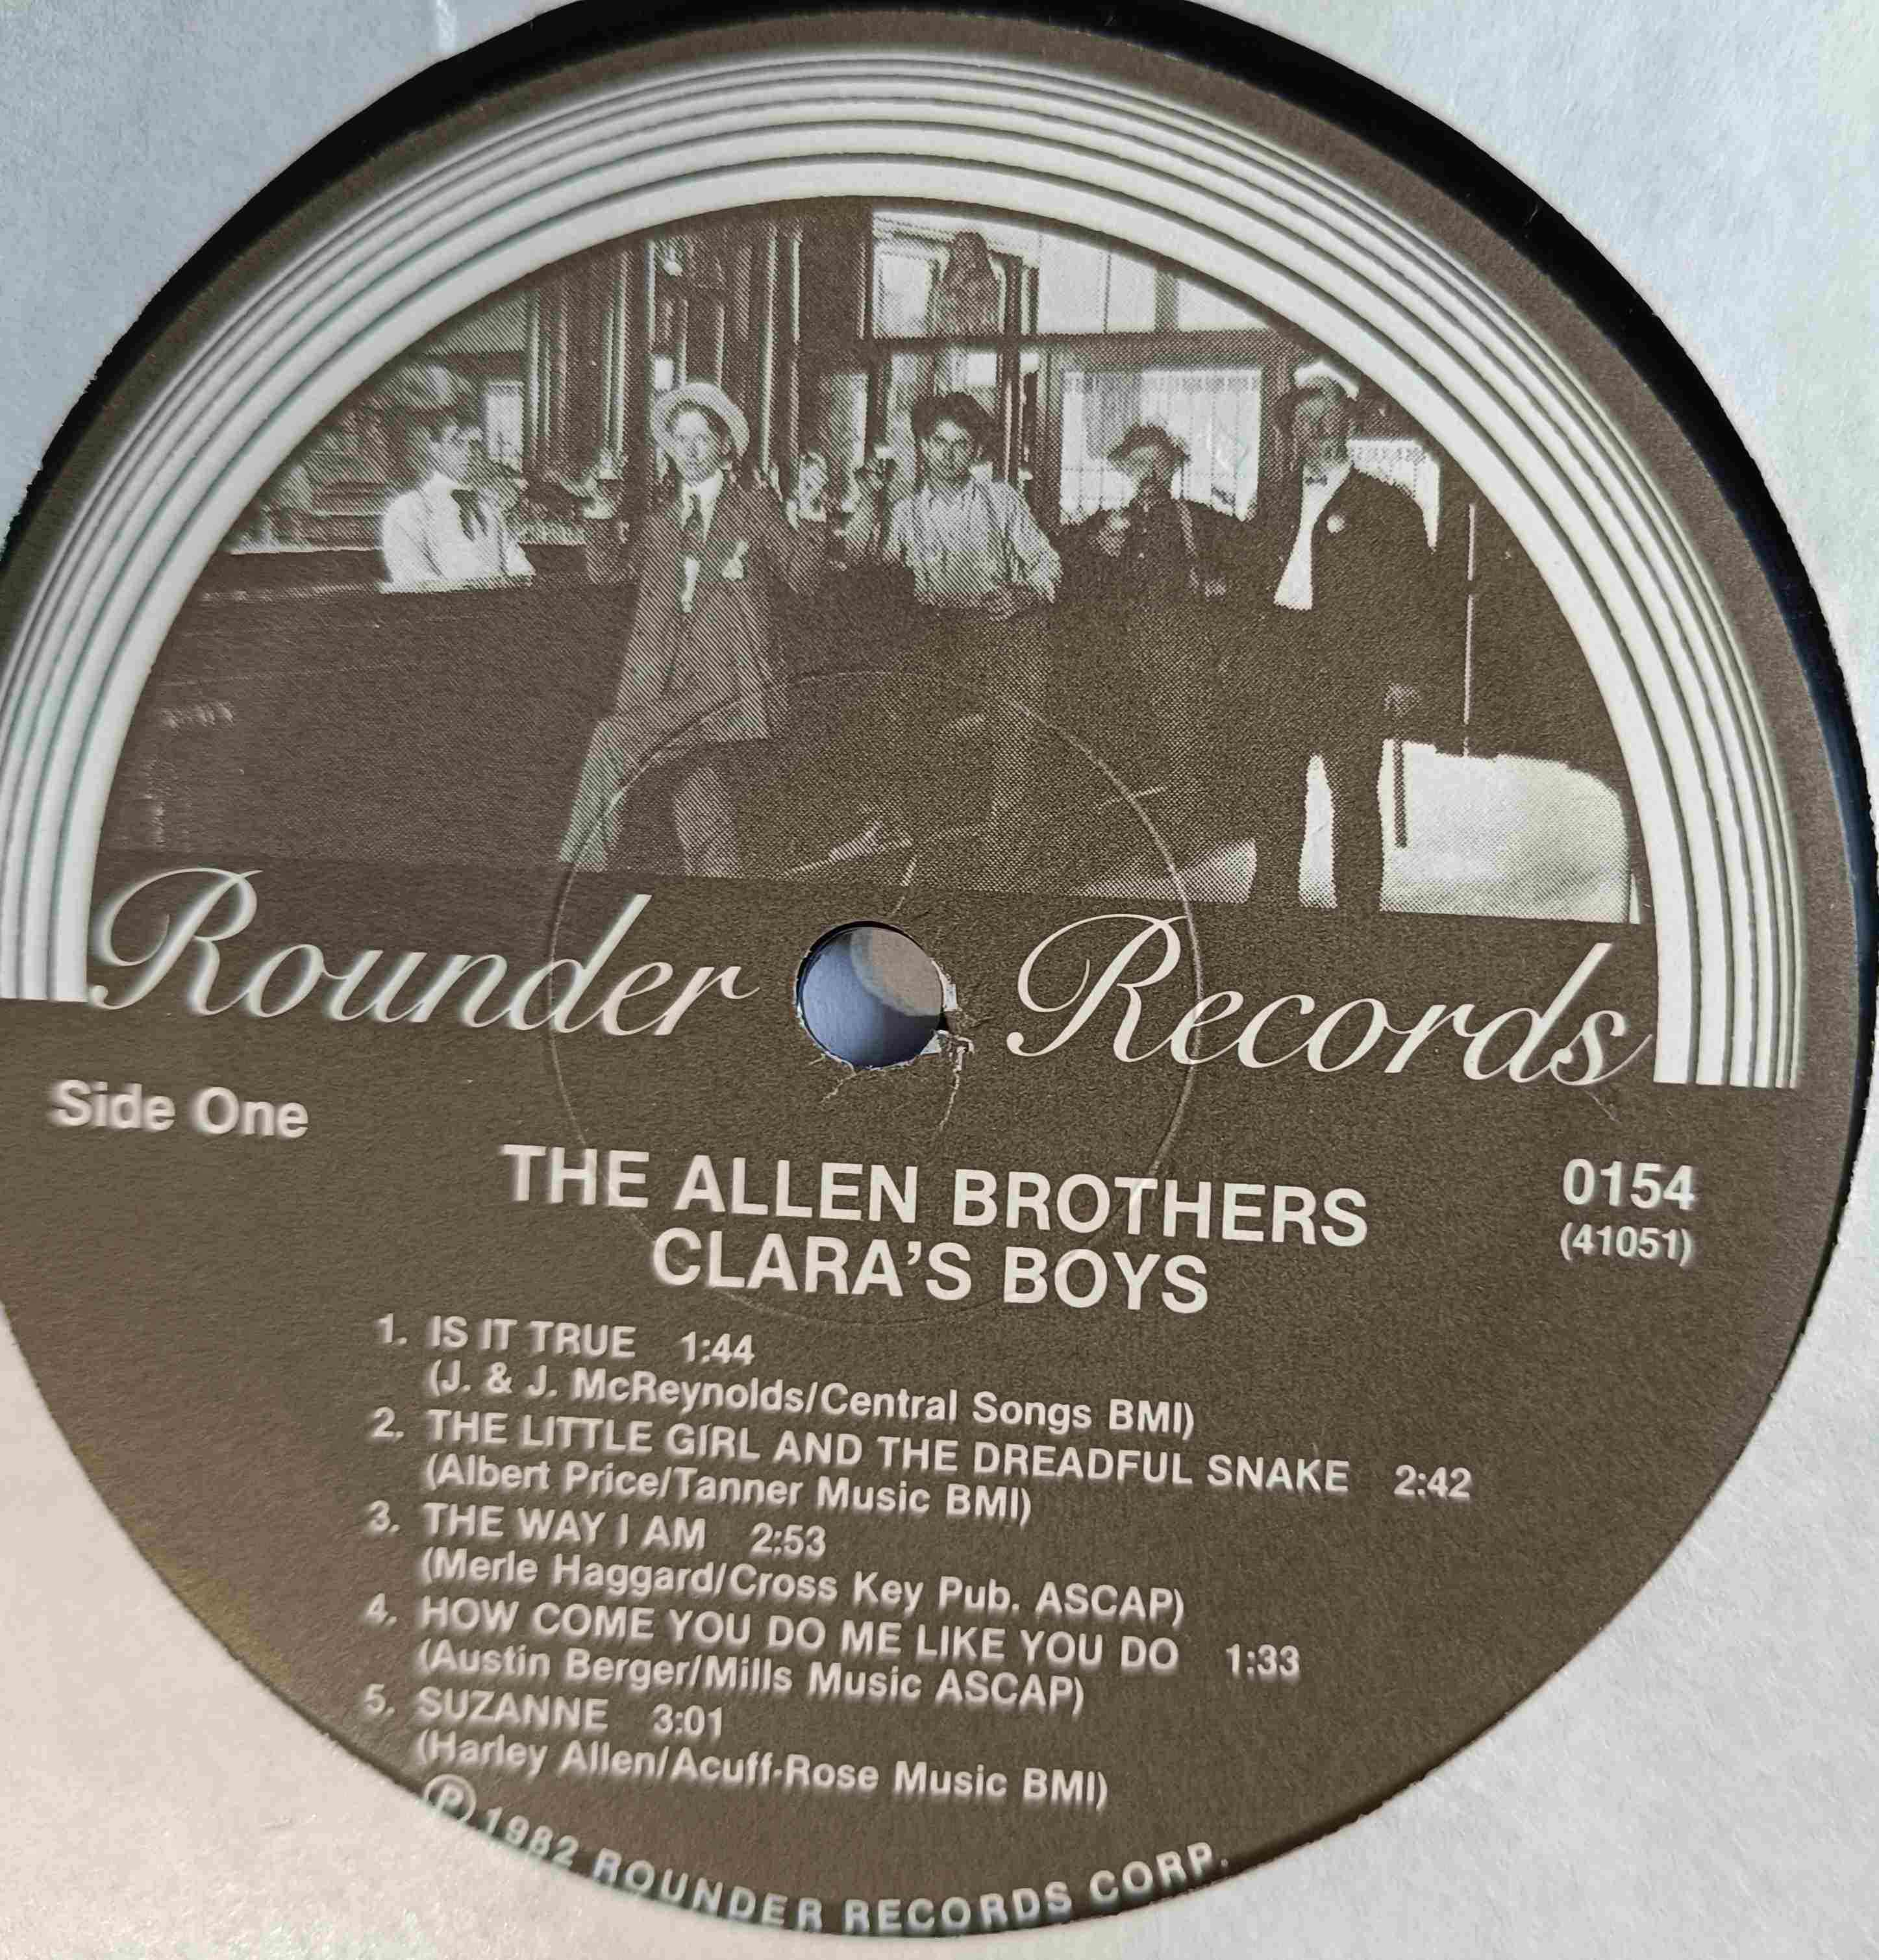 Rounder Records
Side One
THE ALLEN BROTHERS
0154
CLARA'S BOYS
(41051)
1. IS IT TRUE 1:44
(J. & J. McReynolds/Central Songs BMI)
2. THE LITTLE GIRL AND THE DREADFUL SNAKE 2:42
(Albert Price/Tanner Music BMI)
3. THE WAY I AM 2:53
(Merle Haggard/Cross Key Pub. ASCAP)
4. HOW COME YOU DO ME LIKE YOU DO 1:33
(Austin Berger/Mills Music ASCAP)
5. SUZANNE 3:01
(Harley Allen/Acuff-Rose Music BMI)
Ⓟ 1982 ROUNDER RECORDS CORP.